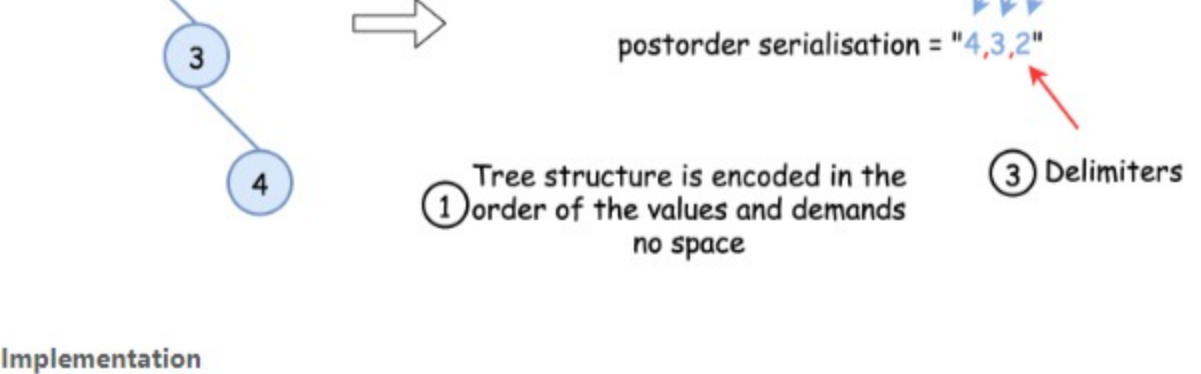 3
postorder serialisation = "4,3,2"
4
Tree structure is encoded in the
1 order of the values and demands
no space
3 Delimiters
Implementation